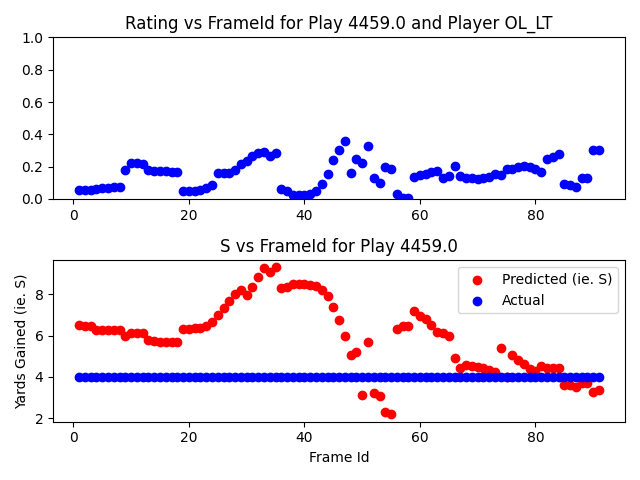 Rating vs FrameId for Play 4459.0 and Player OL_LT
1.0
0.8
0.6
0.4
0.2
0.0
0 20 40 60 80
S vs FrameId for Play 4459.0
Yards Gained (ie. S)
8
6
4
2
Predicted (ie. S)
Actual
0 20 40 60 80
Frame Id